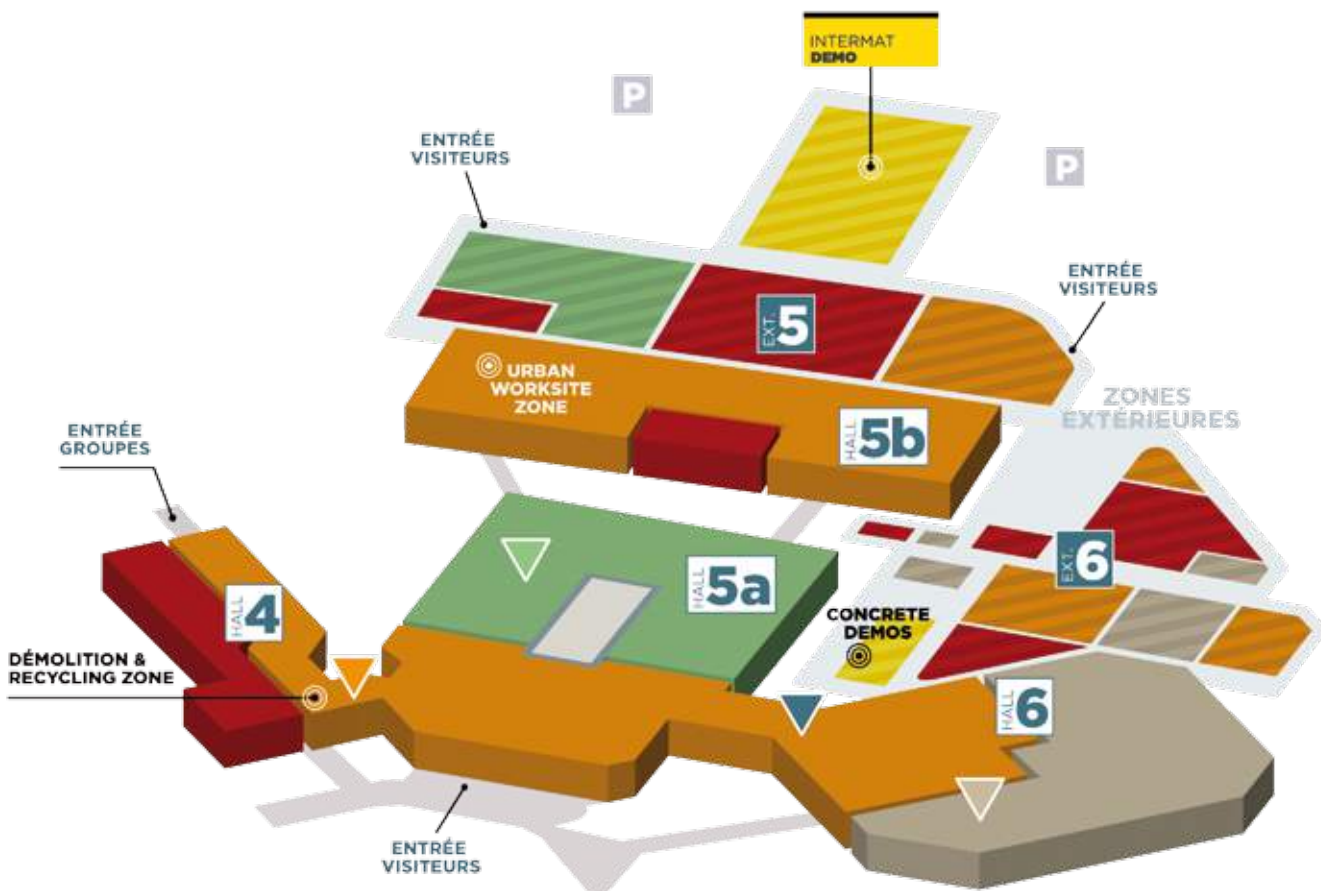 INTERMAT
DEMO
P
ENTRÉE
VISITEURS
P
ENTRÉE
VISITEURS
EXT. 5
URBAN
WORKSITE
ZONE
ZONES
EXTÉRIEURES
HALL 5b
ENTRÉE
GROUPES
HALL 5a
EXT. 6
HALL 4
CONCRETE
DEMOS
DÉMOLITION &
RECYCLING ZONE
HALL 6
ENTRÉE
VISITEURS